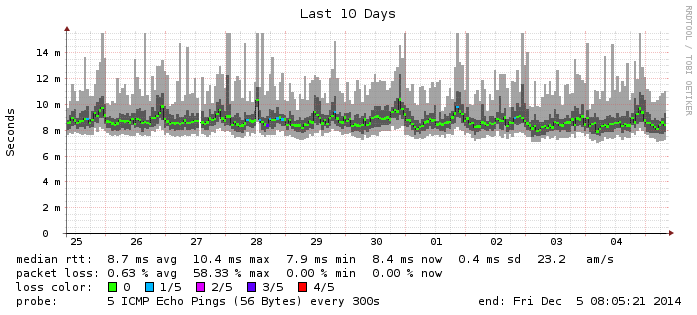 Last 10 Days
RRDTOOL / TOBI OETIKER
Seconds
14 m
12 m
10 m
8 m
6 m
4 m
2 m
0
25 26 27 28 29 30 01 02 03 04
median rtt: 8.7 ms avg 10.4 ms max 7.9 ms min 8.4 ms now 0.4 ms sd 23.2 am/s
packet loss: 0.63 % avg 58.33 % max 0.00 % min 0.00 % now
loss color: 0 1/5 2/5 3/5 4/5
probe: 5 ICMP Echo Pings (56 Bytes) every 300s end: Fri Dec 5 08:05:21 2014